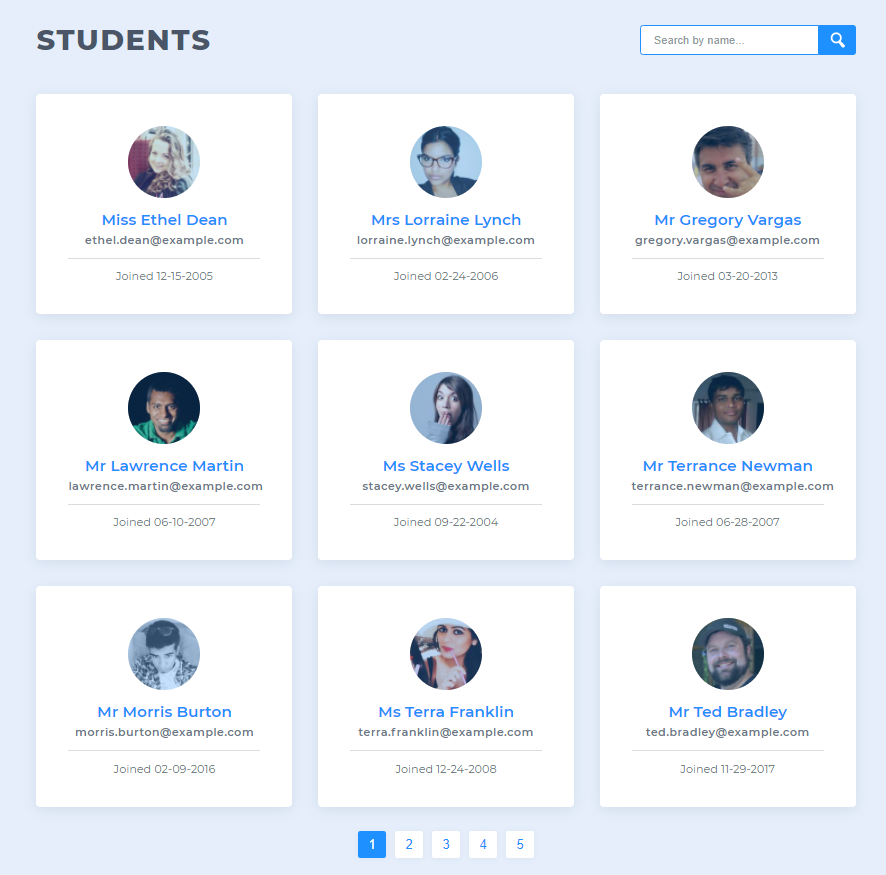 STUDENTS
Search by name...
Miss Ethel Dean
ethel.dean@example.com
Joined 12-15-2005
Mrs Lorraine Lynch
lorraine.lynch@example.com
Joined 02-24-2006
Mr Gregory Vargas
gregory.vargas@example.com
Joined 03-20-2013
Mr Lawrence Martin
lawrence.martin@example.com
Joined 06-10-2007
Ms Stacey Wells
stacey.wells@example.com
Joined 09-22-2004
Mr Terrance Newman
terrance.newman@example.com
Joined 06-28-2007
Mr Morris Burton
morris.burton@example.com
Joined 02-09-2016
Ms Terra Franklin
terra.franklin@example.com
Joined 12-24-2008
Mr Ted Bradley
ted.bradley@example.com
Joined 11-29-2017
1 2 3 4 5